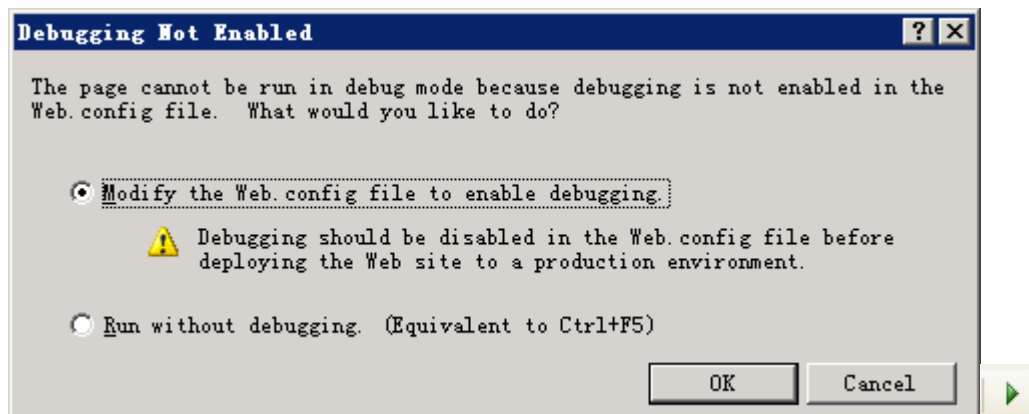 Debugging Not Enabled
The page cannot be run in debug mode because debugging is not enabled in the
Web.config file. What would you like to do?
Modify the Web.config file to enable debugging.
Debugging should be disabled in the Web.config file before
deploying the Web site to a production environment.
Run without debugging. (Equivalent to Ctrl+F5)
OK Cancel